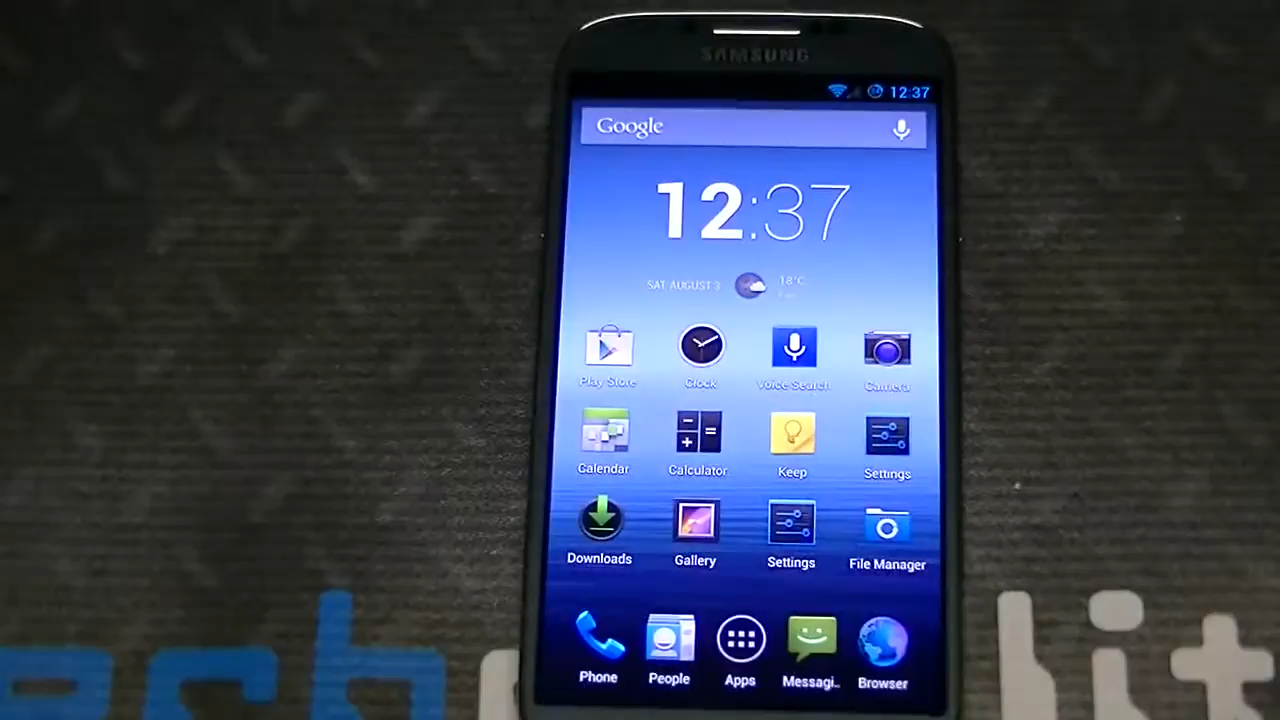 SAMSUNG
24 12:37
Google
12:37
SAT AUGUST 3 18°C
Play Store Clock Voice Search Camera
Calendar Calculator Keep Settings
Downloads Gallery Settings File Manager
Phone People Apps Messagi.. Browser